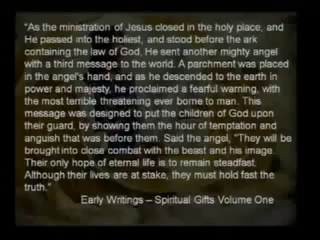 "As the ministration of Jesus closed in the holy place, and
He passed into the holiest, and stood before the ark
containing the law of God, He sent another mighty angel
with a third message to the world. A parchment was placed
in the angel's hand, and as he descended to the earth in
power and majesty, he proclaimed a fearful warning, with
the most terrible threatening ever borne to man. This
message was designed to put the children of God upon
their guard, by showing them the hour of temptation and
anguish that was before them. Said the angel, "They will be
brought into close combat with the beast and his image.
Their only hope of eternal life is to remain steadfast.
Although their lives are at stake, they must hold fast the
truth."
Early Writings – Spiritual Gifts Volume One